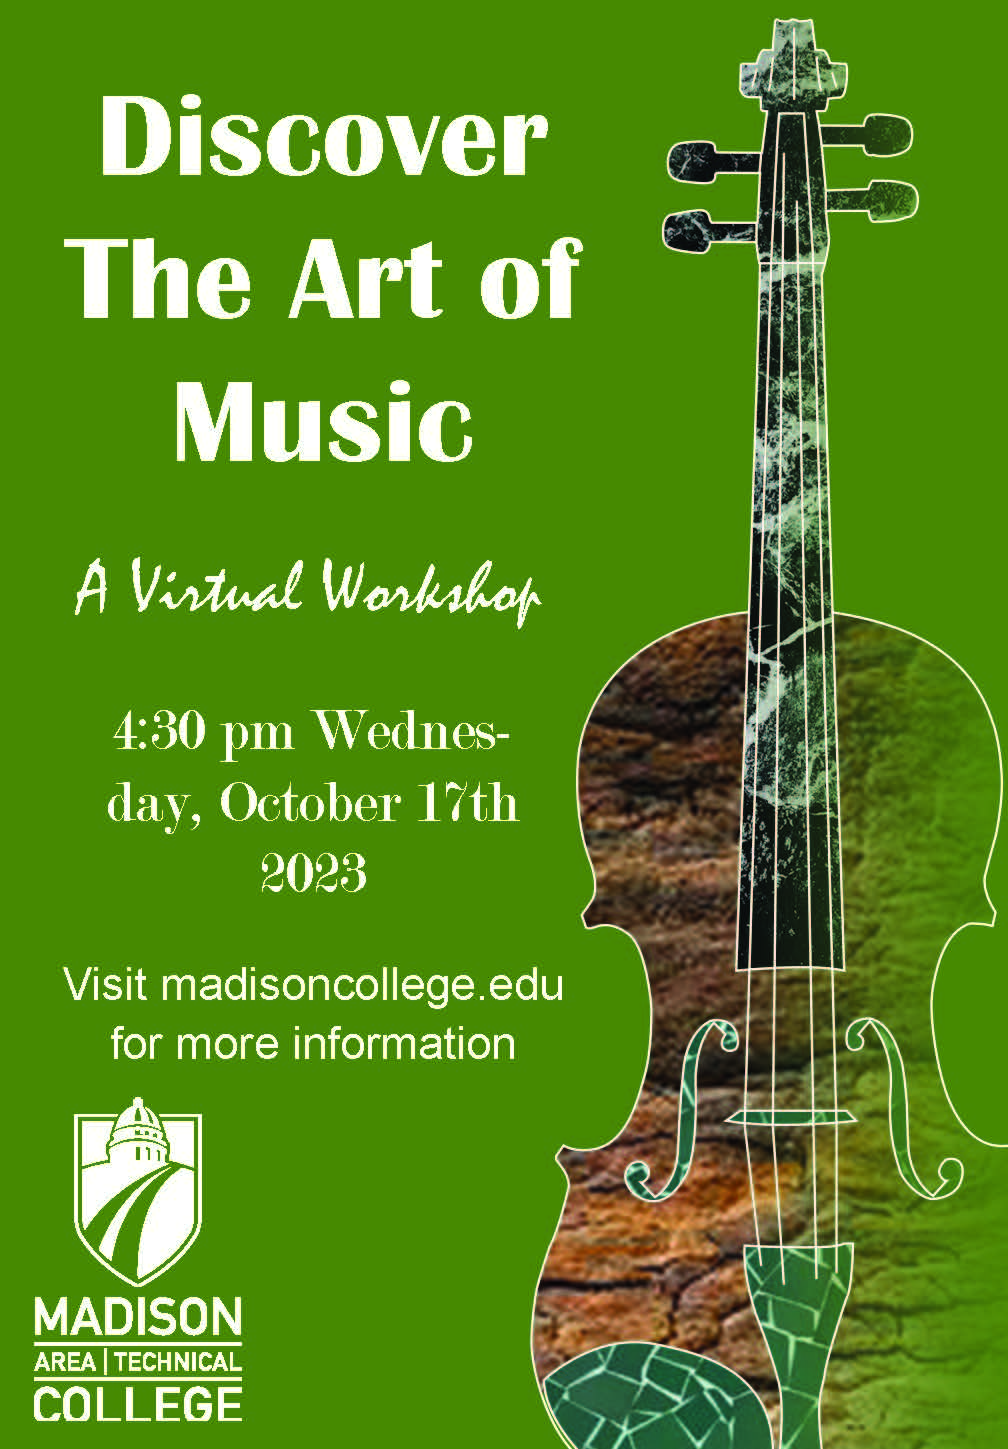 Discover
The Art of
Music
A Virtual Workshop
4:30 pm Wednes-
day, October 17th
2023
Visit madisoncollege.edu
for more information
MADISON
AREA | TECHNICAL
COLLEGE